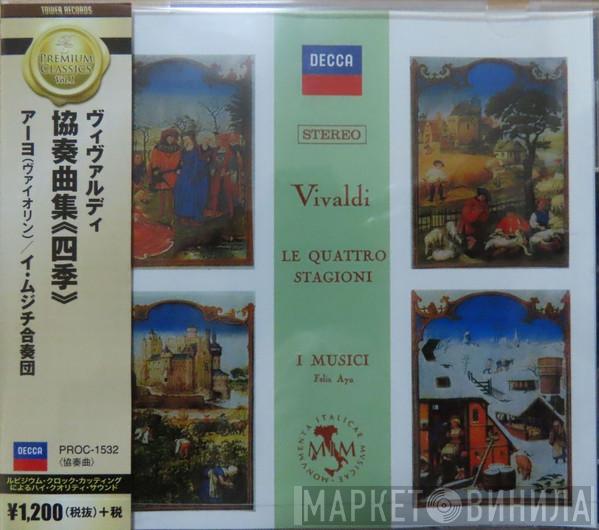 TOWER RECORDS
PREMIUM
CLASSICS
Vol.1
ヴィヴァルディ
協奏曲集《四季》
アーヨ(ヴァイオリン)／イ・ムジチ合奏団
DECCA
PROC-1532
〈協奏曲〉
ルビジウム・クロック・カッティング
によるハイ・クオリティ・サウンド
¥1,200(税抜)+税
DECCA
STEREO
Vivaldi
LE QUATTRO
STAGIONI
I MUSICI
Felix Ayo
MONUMENTA ITALICAE MUSICAE
MIM
МАРКЕТ ВИНИЛА